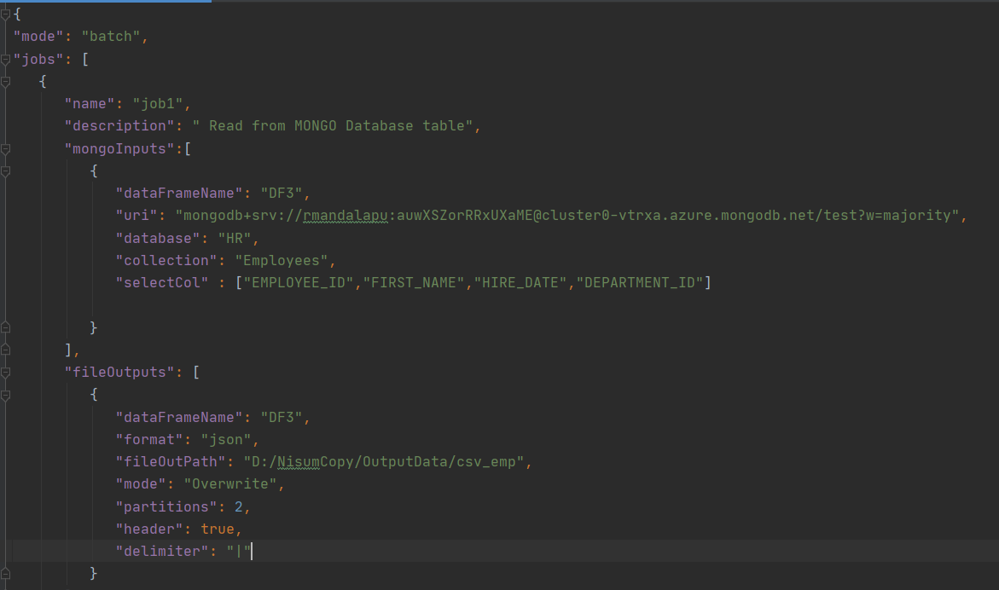 {
"mode": "batch",
"jobs": [
{
"name": "job1",
"description": " Read from MONGO Database table",
"mongoInputs":[
{
"dataFrameName": "DF3",
"uri": "mongodb+srv://rmandalapu:auwXSZorRRxUXaME@cluster0-vtrxa.azure.mongodb.net/test?w=majority",
"database": "HR",
"collection": "Employees",
"selectCol" : ["EMPLOYEE_ID","FIRST_NAME","HIRE_DATE","DEPARTMENT_ID"]
}
],
"fileOutputs": [
{
"dataFrameName": "DF3",
"format": "json",
"fileOutPath": "D:/NisumCopy/OutputData/csv_emp",
"mode": "Overwrite",
"partitions": 2,
"header": true,
"delimiter": "|"
}